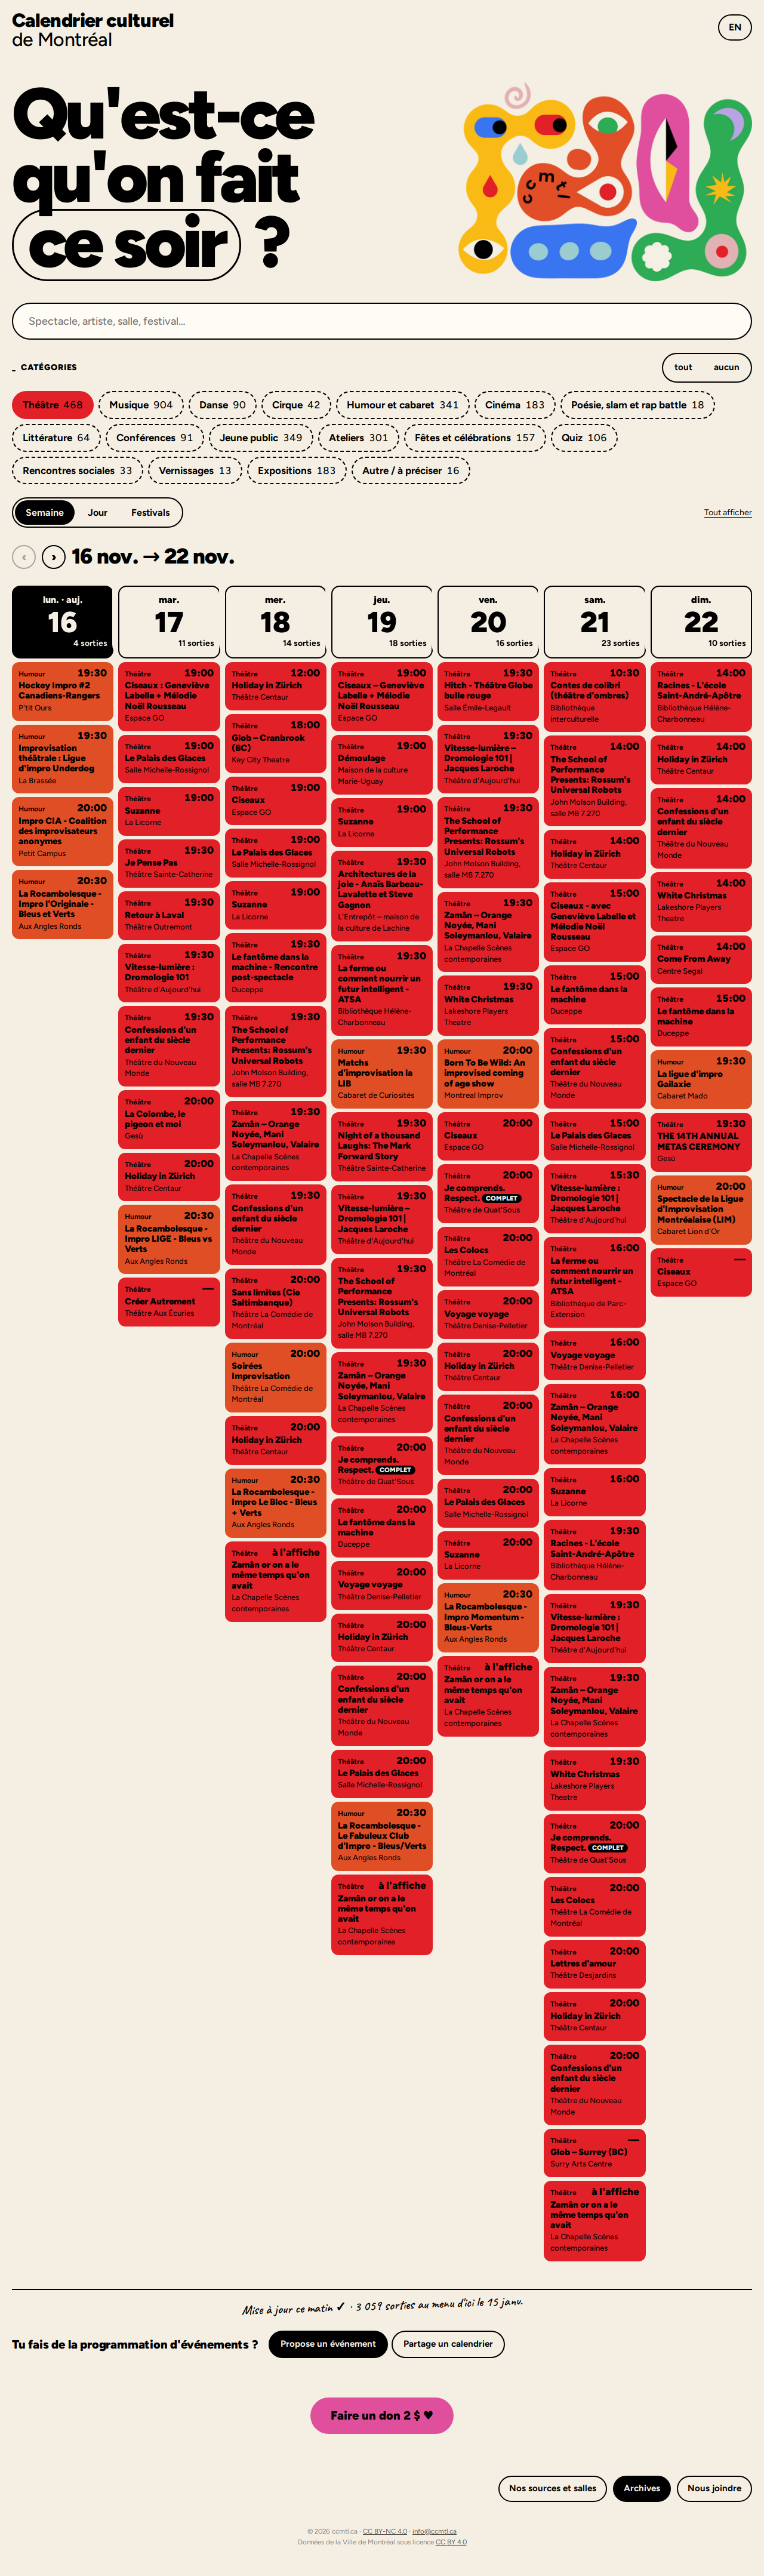 Calendrier culturel
de Montréal
EN
Qu'est-ce
qu'on fait
ce soir ?
ccmtl
Spectacle, artiste, salle, festival…
CATÉGORIES
tout aucun
Théâtre 468 Musique 904 Danse 90 Cirque 42 Humour et cabaret 341 Cinéma 183 Poésie, slam et rap battle 18
Littérature 64 Conférences 91 Jeune public 349 Ateliers 301 Fêtes et célébrations 157 Quiz 106
Rencontres sociales 33 Vernissages 13 Expositions 183 Autre / à préciser 16
Semaine Jour Festivals
Tout afficher
‹ › 16 nov. → 22 nov.
lun. · auj.
16
4 sorties
Humour 19:30
Hockey Impro #2
Canadiens-Rangers
P'tit Ours
Humour 19:30
Improvisation
théâtrale : Ligue
d'impro Underdog
La Brassée
Humour 20:00
Impro CIA - Coalition
des improvisateurs
anonymes
Petit Campus
Humour 20:30
La Rocambolesque -
Impro l'Originale -
Bleus et Verts
Aux Angles Ronds
mar.
17
11 sorties
Théâtre 19:00
Ciseaux : Geneviève
Labelle + Mélodie
Noël Rousseau
Espace GO
Théâtre 19:00
Le Palais des Glaces
Salle Michelle-Rossignol
Théâtre 19:00
Suzanne
La Licorne
Théâtre 19:30
Je Pense Pas
Théâtre Sainte-Catherine
Théâtre 19:30
Retour à Laval
Théâtre Outremont
Théâtre 19:30
Vitesse-lumière :
Dromologie 101
Théâtre d'Aujourd'hui
Théâtre 19:30
Confessions d'un
enfant du siècle
dernier
Théâtre du Nouveau
Monde
Théâtre 20:00
La Colombe, le
pigeon et moi
Gesù
Théâtre 20:00
Holiday in Zürich
Théâtre Centaur
Humour 20:30
La Rocambolesque -
Impro LIGE - Bleus vs
Verts
Aux Angles Ronds
Théâtre —
Créer Autrement
Théâtre Aux Écuries
mer.
18
14 sorties
Théâtre 12:00
Holiday in Zürich
Théâtre Centaur
Théâtre 18:00
Glob – Cranbrook
(BC)
Key City Theatre
Théâtre 19:00
Ciseaux
Espace GO
Théâtre 19:00
Le Palais des Glaces
Salle Michelle-Rossignol
Théâtre 19:00
Suzanne
La Licorne
Théâtre 19:30
Le fantôme dans la
machine - Rencontre
post-spectacle
Duceppe
Théâtre 19:30
The School of
Performance
Presents: Rossum's
Universal Robots
John Molson Building,
salle MB 7.270
Théâtre 19:30
Zamân – Orange
Noyée, Mani
Soleymanlou, Valaire
La Chapelle Scènes
contemporaines
Théâtre 19:30
Confessions d'un
enfant du siècle
dernier
Théâtre du Nouveau
Monde
Théâtre 20:00
Sans limites (Cie
Saltimbanque)
Théâtre La Comédie de
Montréal
Humour 20:00
Soirées
Improvisation
Théâtre La Comédie de
Montréal
Théâtre 20:00
Holiday in Zürich
Théâtre Centaur
Humour 20:30
La Rocambolesque -
Impro Le Bloc - Bleus
+ Verts
Aux Angles Ronds
Théâtre à l'affiche
Zamân or on a le
même temps qu'on
avait
La Chapelle Scènes
contemporaines
jeu.
19
18 sorties
Théâtre 19:00
Ciseaux – Geneviève
Labelle + Mélodie
Noël Rousseau
Espace GO
Théâtre 19:00
Démoulage
Maison de la culture
Marie-Uguay
Théâtre 19:00
Suzanne
La Licorne
Théâtre 19:30
Architectures de la
joie - Anaïs Barbeau-
Lavalette et Steve
Gagnon
L'Entrepôt – maison de
la culture de Lachine
Théâtre 19:30
La ferme ou
comment nourrir un
futur intelligent -
ATSA
Bibliothèque Hélène-
Charbonneau
Humour 19:30
Matchs
d'improvisation la
LIB
Cabaret de Curiosités
Théâtre 19:30
Night of a thousand
Laughs: The Mark
Forward Story
Théâtre Sainte-Catherine
Théâtre 19:30
Vitesse-lumière –
Dromologie 101 |
Jacques Laroche
Théâtre d'Aujourd'hui
Théâtre 19:30
The School of
Performance
Presents: Rossum's
Universal Robots
John Molson Building,
salle MB 7.270
Théâtre 19:30
Zamân – Orange
Noyée, Mani
Soleymanlou, Valaire
La Chapelle Scènes
contemporaines
Théâtre 20:00
Je comprends.
Respect. COMPLET
Théâtre de Quat'Sous
Théâtre 20:00
Le fantôme dans la
machine
Duceppe
Théâtre 20:00
Voyage voyage
Théâtre Denise-Pelletier
Théâtre 20:00
Holiday in Zürich
Théâtre Centaur
Théâtre 20:00
Confessions d'un
enfant du siècle
dernier
Théâtre du Nouveau
Monde
Théâtre 20:00
Le Palais des Glaces
Salle Michelle-Rossignol
Humour 20:30
La Rocambolesque -
Le Fabuleux Club
d'Impro - Bleus/Verts
Aux Angles Ronds
Théâtre à l'affiche
Zamân or on a le
même temps qu'on
avait
La Chapelle Scènes
contemporaines
ven.
20
16 sorties
Théâtre 19:30
Hitch - Théâtre Globe
bulle rouge
Salle Émile-Legault
Théâtre 19:30
Vitesse-lumière –
Dromologie 101 |
Jacques Laroche
Théâtre d'Aujourd'hui
Théâtre 19:30
The School of
Performance
Presents: Rossum's
Universal Robots
John Molson Building,
salle MB 7.270
Théâtre 19:30
Zamân – Orange
Noyée, Mani
Soleymanlou, Valaire
La Chapelle Scènes
contemporaines
Théâtre 19:30
White Christmas
Lakeshore Players
Theatre
Humour 20:00
Born To Be Wild: An
improvised coming
of age show
Montreal Improv
Théâtre 20:00
Ciseaux
Espace GO
Théâtre 20:00
Je comprends.
Respect. COMPLET
Théâtre de Quat'Sous
Théâtre 20:00
Les Colocs
Théâtre La Comédie de
Montréal
Théâtre 20:00
Voyage voyage
Théâtre Denise-Pelletier
Théâtre 20:00
Holiday in Zürich
Théâtre Centaur
Théâtre 20:00
Confessions d'un
enfant du siècle
dernier
Théâtre du Nouveau
Monde
Théâtre 20:00
Le Palais des Glaces
Salle Michelle-Rossignol
Théâtre 20:00
Suzanne
La Licorne
Humour 20:30
La Rocambolesque -
Impro Momentum -
Bleus-Verts
Aux Angles Ronds
Théâtre à l'affiche
Zamân or on a le
même temps qu'on
avait
La Chapelle Scènes
contemporaines
sam.
21
23 sorties
Théâtre 10:30
Contes de colibri
(théâtre d'ombres)
Bibliothèque
interculturelle
Théâtre 14:00
The School of
Performance
Presents: Rossum's
Universal Robots
John Molson Building,
salle MB 7.270
Théâtre 14:00
Holiday in Zürich
Théâtre Centaur
Théâtre 15:00
Ciseaux - avec
Geneviève Labelle et
Mélodie Noël
Rousseau
Espace GO
Théâtre 15:00
Le fantôme dans la
machine
Duceppe
Théâtre 15:00
Confessions d'un
enfant du siècle
dernier
Théâtre du Nouveau
Monde
Théâtre 15:00
Le Palais des Glaces
Salle Michelle-Rossignol
Théâtre 15:30
Vitesse-lumière :
Dromologie 101 |
Jacques Laroche
Théâtre d'Aujourd'hui
Théâtre 16:00
La ferme ou
comment nourrir un
futur intelligent -
ATSA
Bibliothèque de Parc-
Extension
Théâtre 16:00
Voyage voyage
Théâtre Denise-Pelletier
Théâtre 16:00
Zamân – Orange
Noyée, Mani
Soleymanlou, Valaire
La Chapelle Scènes
contemporaines
Théâtre 16:00
Suzanne
La Licorne
Théâtre 19:30
Racines - L'école
Saint-André-Apôtre
Bibliothèque Hélène-
Charbonneau
Théâtre 19:30
Vitesse-lumière :
Dromologie 101 |
Jacques Laroche
Théâtre d'Aujourd'hui
Théâtre 19:30
Zamân – Orange
Noyée, Mani
Soleymanlou, Valaire
La Chapelle Scènes
contemporaines
Théâtre 19:30
White Christmas
Lakeshore Players
Theatre
Théâtre 20:00
Je comprends.
Respect. COMPLET
Théâtre de Quat'Sous
Théâtre 20:00
Les Colocs
Théâtre La Comédie de
Montréal
Théâtre 20:00
Lettres d'amour
Théâtre Desjardins
Théâtre 20:00
Holiday in Zürich
Théâtre Centaur
Théâtre 20:00
Confessions d'un
enfant du siècle
dernier
Théâtre du Nouveau
Monde
Théâtre —
Glob – Surrey (BC)
Surry Arts Centre
Théâtre à l'affiche
Zamân or on a le
même temps qu'on
avait
La Chapelle Scènes
contemporaines
dim.
22
10 sorties
Théâtre 14:00
Racines - L'école
Saint-André-Apôtre
Bibliothèque Hélène-
Charbonneau
Théâtre 14:00
Holiday in Zürich
Théâtre Centaur
Théâtre 14:00
Confessions d'un
enfant du siècle
dernier
Théâtre du Nouveau
Monde
Théâtre 14:00
White Christmas
Lakeshore Players
Theatre
Théâtre 14:00
Come From Away
Centre Segal
Théâtre 15:00
Le fantôme dans la
machine
Duceppe
Humour 19:30
La ligue d'impro
Gailaxie
Cabaret Mado
Théâtre 19:30
THE 14TH ANNUAL
METAS CEREMONY
Gesù
Humour 20:00
Spectacle de la Ligue
d'Improvisation
Montréalaise (LIM)
Cabaret Lion d'Or
Théâtre —
Ciseaux
Espace GO
Mise à jour ce matin ✓ · 3 059 sorties au menu d'ici le 15 janv.
Tu fais de la programmation d'événements ? Propose un événement Partage un calendrier
Faire un don 2 $ ♥
Nos sources et salles Archives Nous joindre
© 2026 ccmtl.ca · CC BY-NC 4.0 · info@ccmtl.ca
Données de la Ville de Montréal sous licence CC BY 4.0